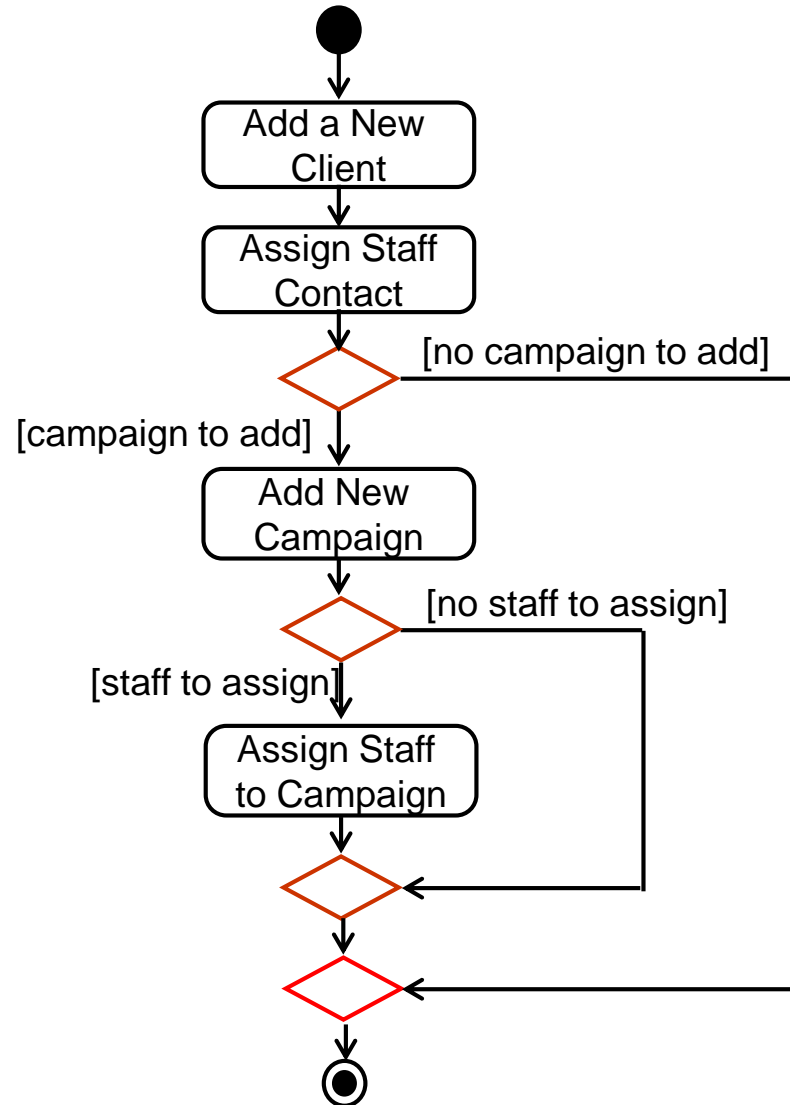 Add a New
Client
Assign Staff
Contact
[no campaign to add]
[campaign to add]
Add New
Campaign
[no staff to assign]
[staff to assign]
Assign Staff
to Campaign